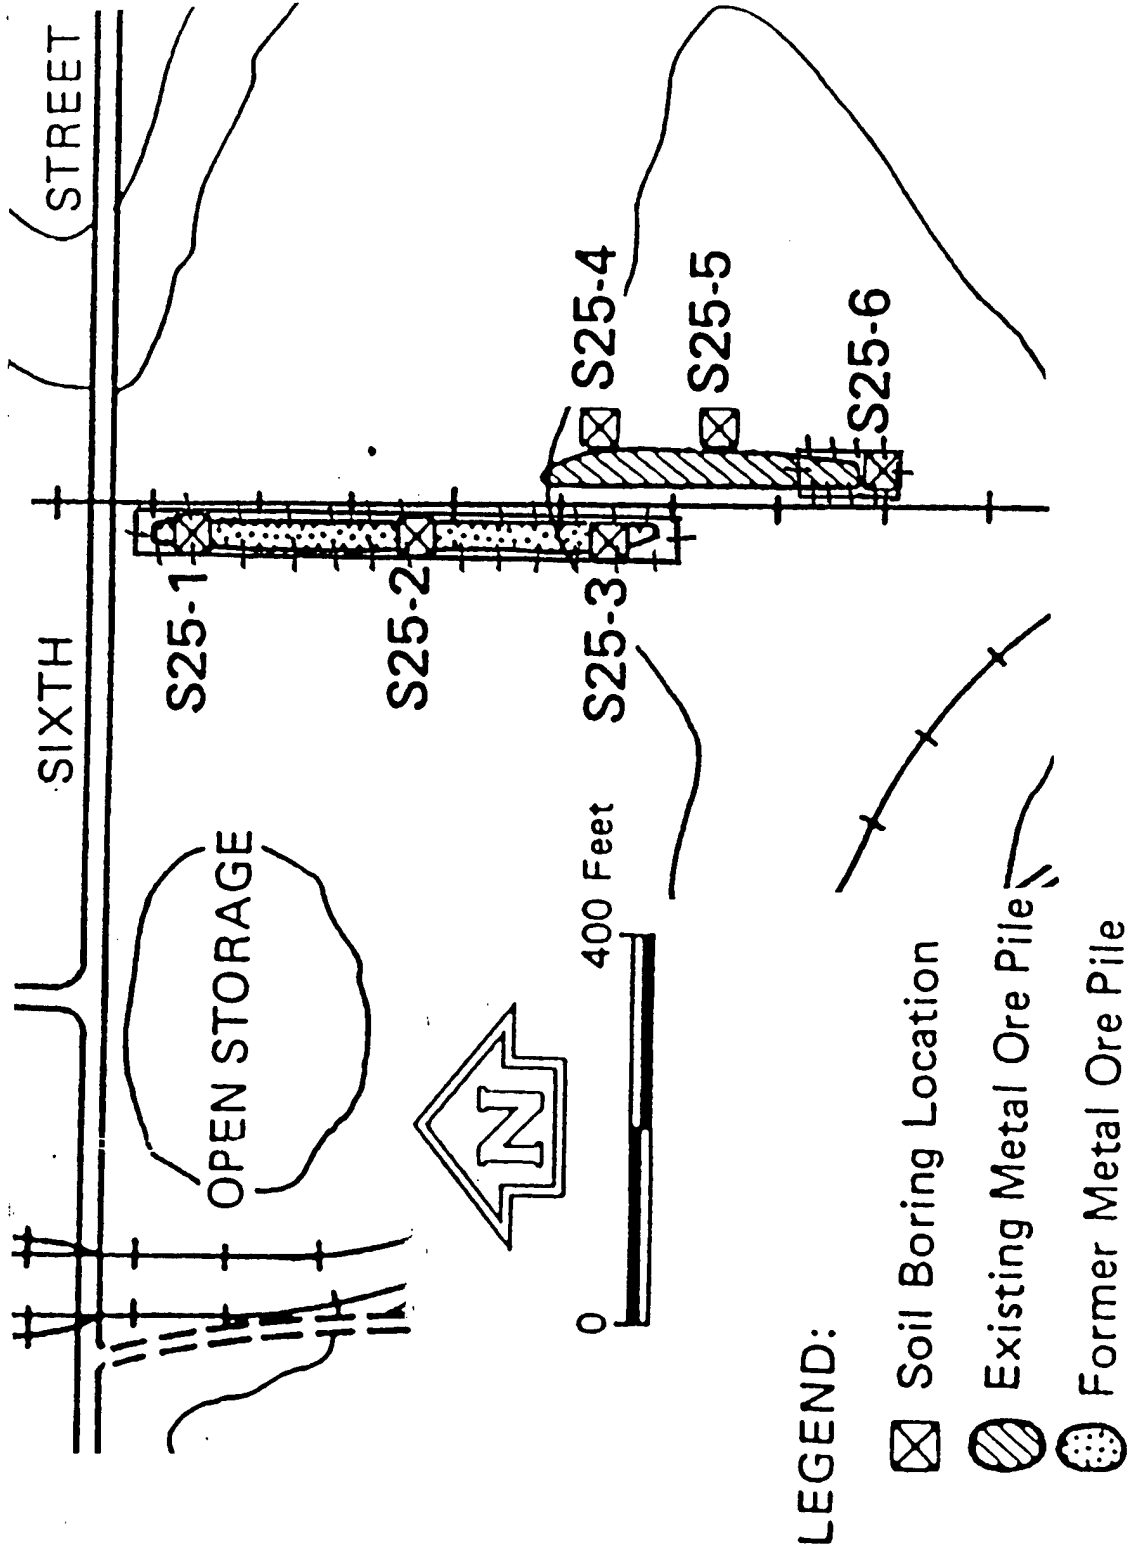 SIXTH STREET
OPEN STORAGE
S25-1
S25-2
S25-3
S25-4
S25-5
S25-6
N
0 400 Feet
LEGEND:
Soil Boring Location
Existing Metal Ore Pile
Former Metal Ore Pile